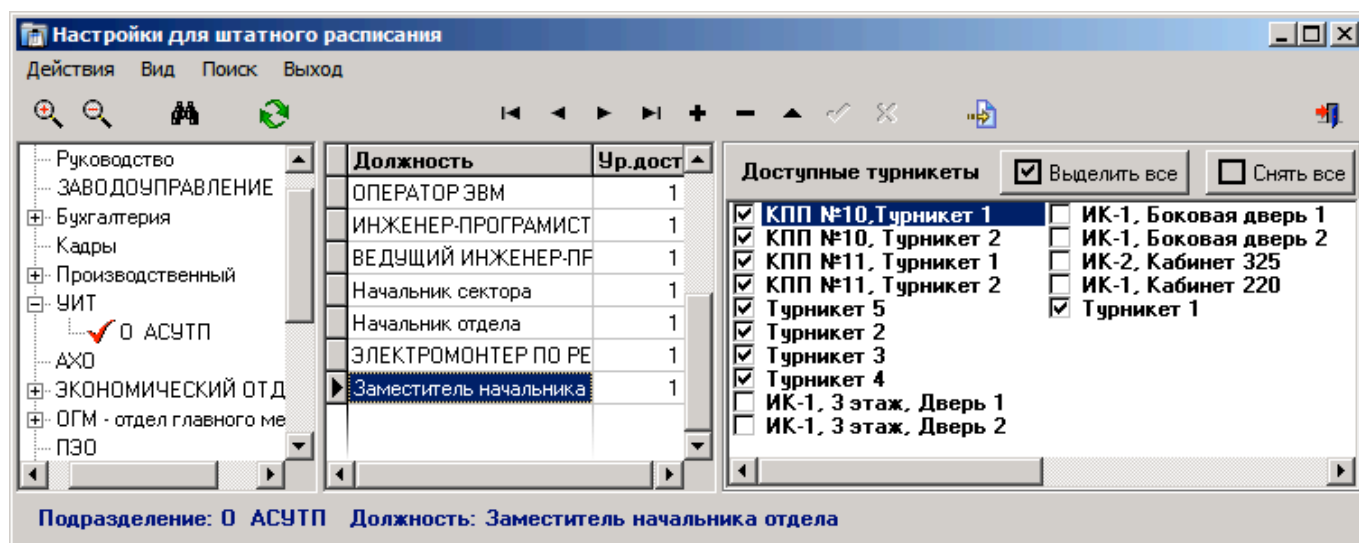 Настройки для штатного расписания
Действия Вид Поиск Выход
Руководство
ЗАВОДОУПРАВЛЕНИЕ
Бухгалтерия
Кадры
Производственный
УИТ
О АСУТП
АХО
ЭКОНОМИЧЕСКИЙ ОТД
ОГМ - отдел главного ме
ПЭО
Должность Ур.дост
ОПЕРАТОР ЭВМ 1
ИНЖЕНЕР-ПРОГРАМИСТ 1
ВЕДУЩИЙ ИНЖЕНЕР-ПР 1
Начальник сектора 1
Начальник отдела 1
ЭЛЕКТРОМОНТЕР ПО РЕ 1
Заместитель начальника 1
Доступные турникеты Выделить все Снять все
КПП №10,Турникет 1
КПП №10, Турникет 2
КПП №11, Турникет 1
КПП №11, Турникет 2
Турникет 5
Турникет 2
Турникет 3
Турникет 4
ИК-1, 3 этаж, Дверь 1
ИК-1, 3 этаж, Дверь 2
ИК-1, Боковая дверь 1
ИК-1, Боковая дверь 2
ИК-2, Кабинет 325
ИК-1, Кабинет 220
Турникет 1
Подразделение: О АСУТП Должность: Заместитель начальника отдела